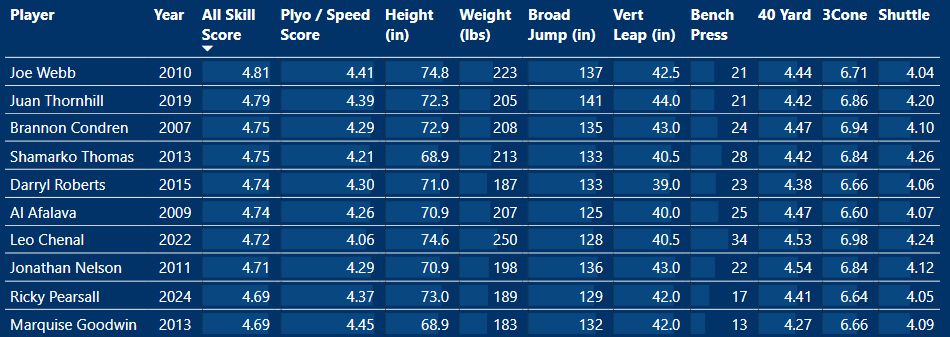 Player Year All Skill Score Plyo / Speed Score Height (in) Weight (lbs) Broad Jump (in) Vert Leap (in) Bench Press 40 Yard 3Cone Shuttle
Joe Webb 2010 4.81 4.41 74.8 223 137 42.5 21 4.44 6.71 4.04
Juan Thornhill 2019 4.79 4.39 72.3 205 141 44.0 21 4.42 6.86 4.20
Brannon Condren 2007 4.75 4.29 72.9 208 135 43.0 24 4.47 6.94 4.10
Shamarko Thomas 2013 4.75 4.21 68.9 213 133 40.5 28 4.42 6.84 4.26
Darryl Roberts 2015 4.74 4.30 71.0 187 133 39.0 23 4.38 6.66 4.06
Al Afalava 2009 4.74 4.26 70.9 207 125 40.0 25 4.47 6.60 4.07
Leo Chenal 2022 4.72 4.06 74.6 250 128 40.5 34 4.53 6.98 4.24
Jonathan Nelson 2011 4.71 4.29 70.9 198 136 43.0 22 4.54 6.84 4.12
Ricky Pearsall 2024 4.69 4.37 73.0 189 129 42.0 17 4.41 6.64 4.05
Marquise Goodwin 2013 4.69 4.45 68.9 183 132 42.0 13 4.27 6.66 4.09